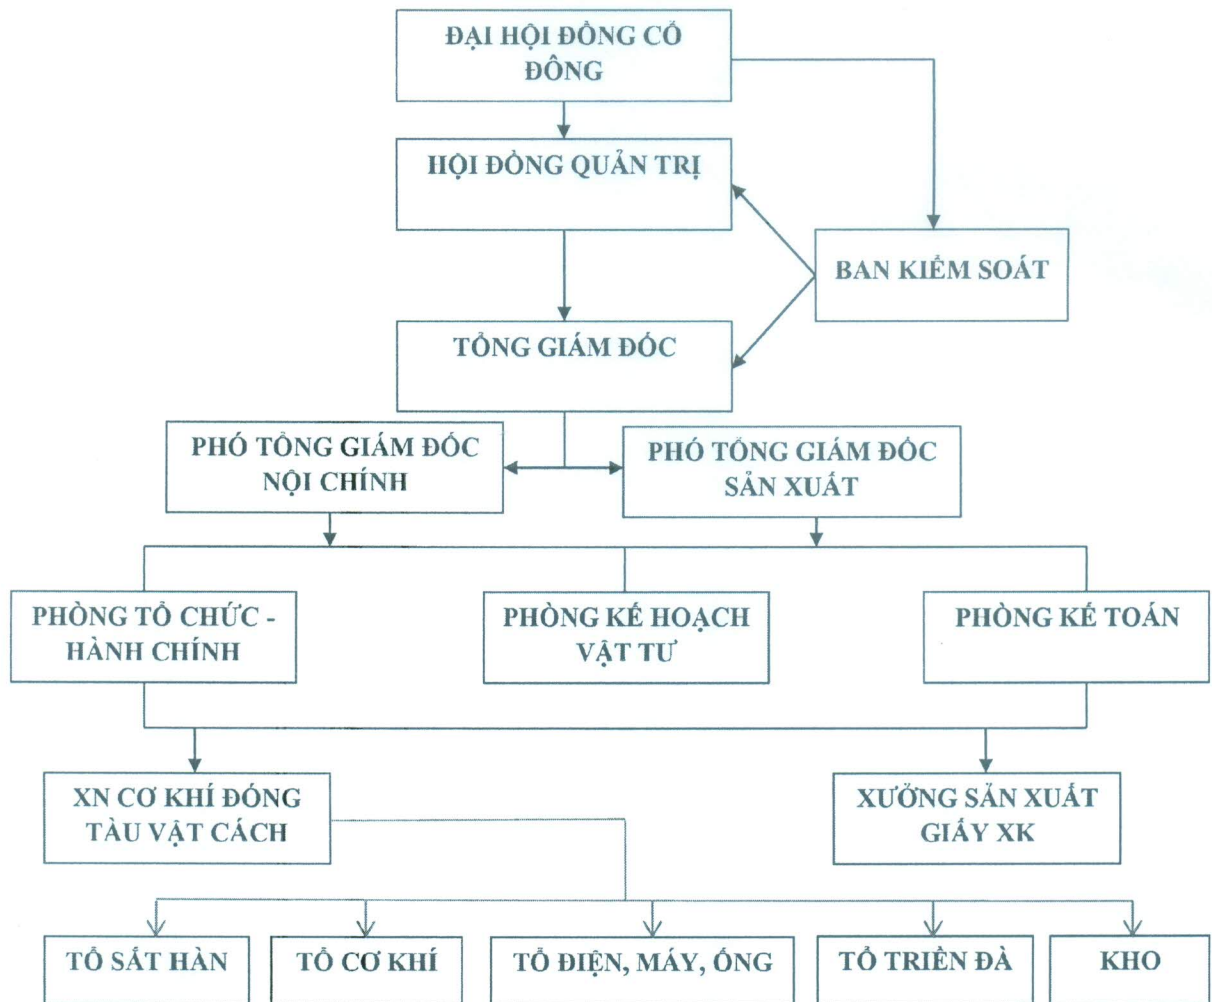 ĐẠI HỘI ĐỒNG CỔ
ĐÔNG
HỘI ĐỒNG QUẢN TRỊ
BAN KIỂM SOÁT
TỔNG GIÁM ĐỐC
PHÓ TỔNG GIÁM ĐỐC
NỘI CHÍNH
PHÓ TỔNG GIÁM ĐỐC
SẢN XUẤT
PHÒNG TỔ CHỨC -
HÀNH CHÍNH
PHÒNG KẾ HOẠCH
VẬT TƯ
PHÒNG KẾ TOÁN
XN CƠ KHÍ ĐÓNG
TÀU VẬT CÁCH
XƯỞNG SẢN XUẤT
GIẤY XK
TỔ SẮT HÀN
TỔ CƠ KHÍ
TỔ ĐIỆN, MÁY, ỐNG
TỔ TRIỀN ĐÀ
KHO